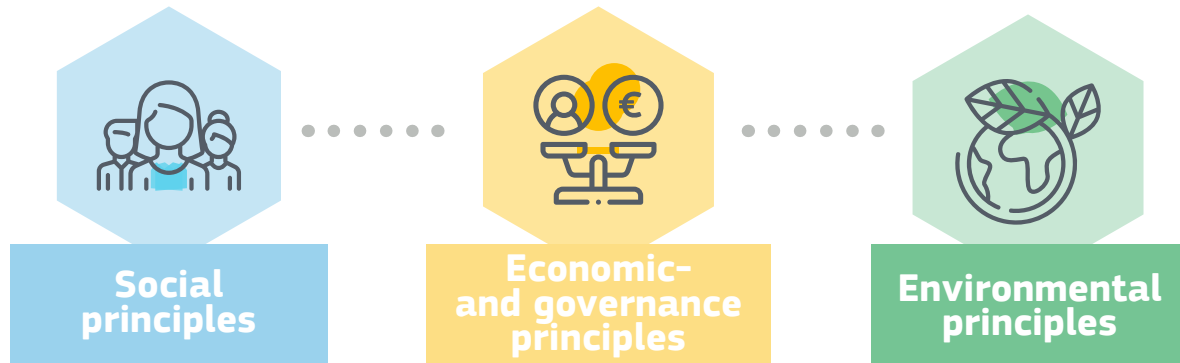 Social
principles
€
Economic-
and governance
principles
Environmental
principles